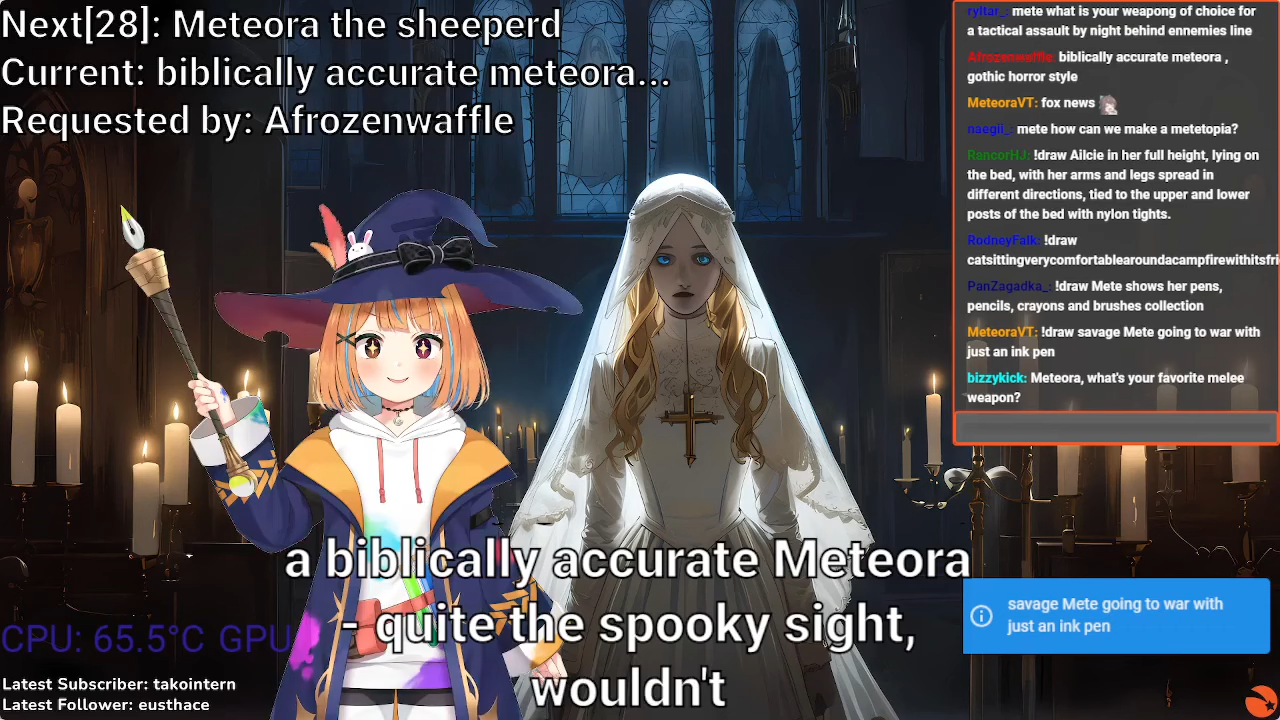 Next[28]: Meteora the sheeperd
Current: biblically accurate meteora...
Requested by: Afrozenwaffle
ryltar_: mete what is your weapong of choice for
a tactical assault by night behind ennemies line
Afrozenwaffle: biblically accurate meteora ,
gothic horror style
MeteoraVT: fox news
naegii_: mete how can we make a metetopia?
RancorHJ: !draw Ailcie in her full height, lying on
the bed, with her arms and legs spread in
different directions, tied to the upper and lower
posts of the bed with nylon tights.
RodneyFalk: !draw
catsittingverycomfortablearoundacampfirewithitsfri
PanZagadka_: !draw Mete shows her pens,
pencils, crayons and brushes collection
MeteoraVT: !draw savage Mete going to war with
just an ink pen
bizzykick: Meteora, what's your favorite melee
weapon?
a biblically accurate Meteora
- quite the spooky sight,
wouldn't
savage Mete going to war with
just an ink pen
CPU: 65.5°C GPU
Latest Subscriber: takointern
Latest Follower: eusthace